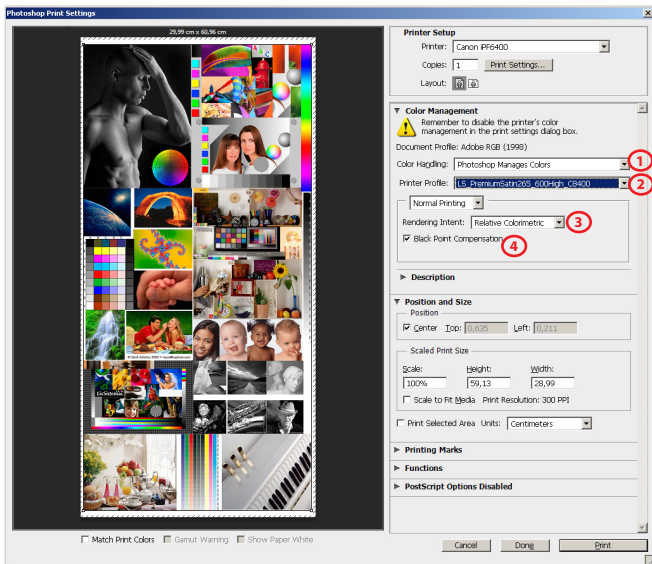 Photoshop Print Settings
29,99 cm x 60,96 cm
LisSistemas
Match Print Colors Gamut Warning Show Paper White
Printer Setup
Printer: Canon iPF6400
Copies: 1 Print Settings...
Layout:
Color Management
Remember to disable the printer's color
management in the print settings dialog box.
Document Profile: Adobe RGB (1998)
Color Handling: Photoshop Manages Colors 1
Printer Profile: LS_PremiumSatin265_600High_C8400 2
Normal Printing
Rendering Intent: Relative Colorimetric 3
Black Point Compensation 4
Description
Position and Size
Position
Center Top: 0,635 Left: 0,211
Scaled Print Size
Scale: Height: Width:
100% 59,13 28,99
Scale to Fit Media Print Resolution: 300 PPI
Print Selected Area Units: Centimeters
Printing Marks
Functions
PostScript Options Disabled
Cancel Done Print